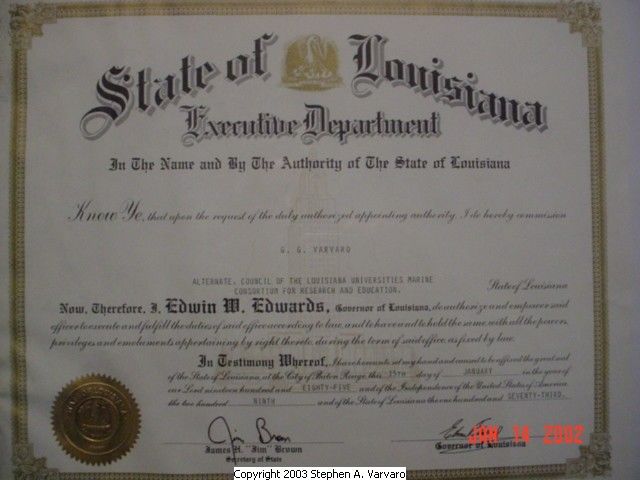 State of Louisiana
Executive Department
In The Name and By The Authority of The State of Louisiana
Know Ye, that upon the request of the duly authorized appointing authority, I do hereby commission
G. G. VARVARO
ALTERNATE, COUNCIL OF THE LOUISIANA UNIVERSITIES MARINE
CONSORTIUM FOR RESEARCH AND EDUCATION, State of Louisiana
Now, Therefore, I, Edwin W. Edwards, Governor of Louisiana, do authorize and empower said
officer to execute and fulfill the duties of said office according to law, and to have and to hold the same with all the powers,
privileges and emoluments appertaining by right thereto, during the term of said office as fixed by law.
In Testimony Whereof, I have hereunto set my hand and caused to be affixed the great seal
of the State of Louisiana, at the City of Baton Rouge, this 15TH day of JANUARY in the year of
our Lord nineteen hundred and EIGHTY-FIVE and of the Independence of the United States of America
the two hundred NINTH and of the State of Louisiana the one hundred and SEVENTY-THIRD.
Jim Brown
James H. "Jim" Brown
Secretary of State
Governor of Louisiana
JAN 14 2002
Copyright 2003 Stephen A. Varvaro